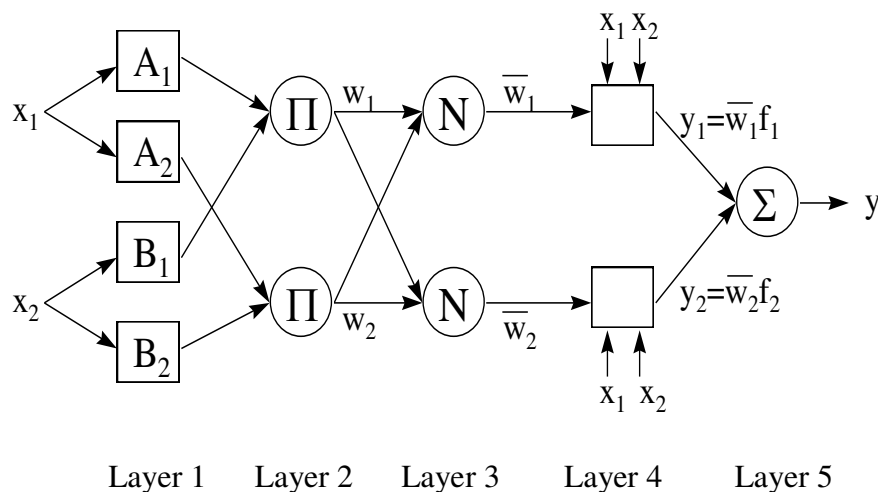 x₁ x₂
A₁
x₁
Π w₁ N w̅₁
y₁=w̅₁f₁
A₂
Σ y
B₁
x₂
Π w₂ N w̅₂
y₂=w̅₂f₂
B₂
x₁ x₂
Layer 1 Layer 2 Layer 3 Layer 4 Layer 5